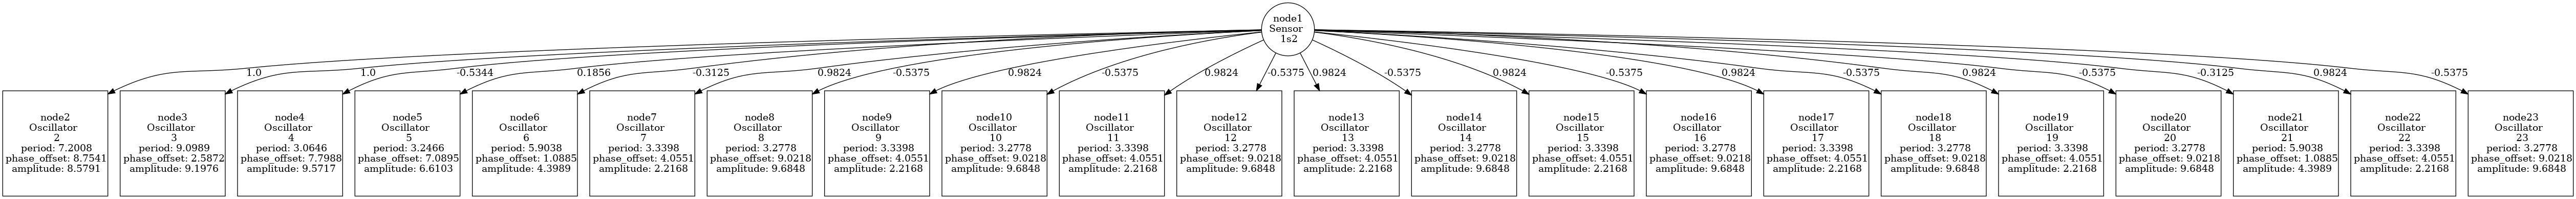 node1
Sensor
1s2
1.0
1.0
-0.5344
0.1856
-0.3125
0.9824
-0.5375
0.9824
-0.5375
0.9824
-0.5375
0.9824
-0.5375
0.9824
-0.5375
0.9824
-0.5375
0.9824
-0.5375
-0.3125
0.9824
-0.5375
node2
Oscillator
2
period: 7.2008
phase_offset: 8.7541
amplitude: 8.5791
node3
Oscillator
3
period: 9.0989
phase_offset: 2.5872
amplitude: 9.1976
node4
Oscillator
4
period: 3.0646
phase_offset: 7.7988
amplitude: 9.5717
node5
Oscillator
5
period: 3.2466
phase_offset: 7.0895
amplitude: 6.6103
node6
Oscillator
6
period: 5.9038
phase_offset: 1.0885
amplitude: 4.3989
node7
Oscillator
7
period: 3.3398
phase_offset: 4.0551
amplitude: 2.2168
node8
Oscillator
8
period: 3.2778
phase_offset: 9.0218
amplitude: 9.6848
node9
Oscillator
9
period: 3.3398
phase_offset: 4.0551
amplitude: 2.2168
node10
Oscillator
10
period: 3.2778
phase_offset: 9.0218
amplitude: 9.6848
node11
Oscillator
11
period: 3.3398
phase_offset: 4.0551
amplitude: 2.2168
node12
Oscillator
12
period: 3.2778
phase_offset: 9.0218
amplitude: 9.6848
node13
Oscillator
13
period: 3.3398
phase_offset: 4.0551
amplitude: 2.2168
node14
Oscillator
14
period: 3.2778
phase_offset: 9.0218
amplitude: 9.6848
node15
Oscillator
15
period: 3.3398
phase_offset: 4.0551
amplitude: 2.2168
node16
Oscillator
16
period: 3.2778
phase_offset: 9.0218
amplitude: 9.6848
node17
Oscillator
17
period: 3.3398
phase_offset: 4.0551
amplitude: 2.2168
node18
Oscillator
18
period: 3.2778
phase_offset: 9.0218
amplitude: 9.6848
node19
Oscillator
19
period: 3.3398
phase_offset: 4.0551
amplitude: 2.2168
node20
Oscillator
20
period: 3.2778
phase_offset: 9.0218
amplitude: 9.6848
node21
Oscillator
21
period: 5.9038
phase_offset: 1.0885
amplitude: 4.3989
node22
Oscillator
22
period: 3.3398
phase_offset: 4.0551
amplitude: 2.2168
node23
Oscillator
23
period: 3.2778
phase_offset: 9.0218
amplitude: 9.6848